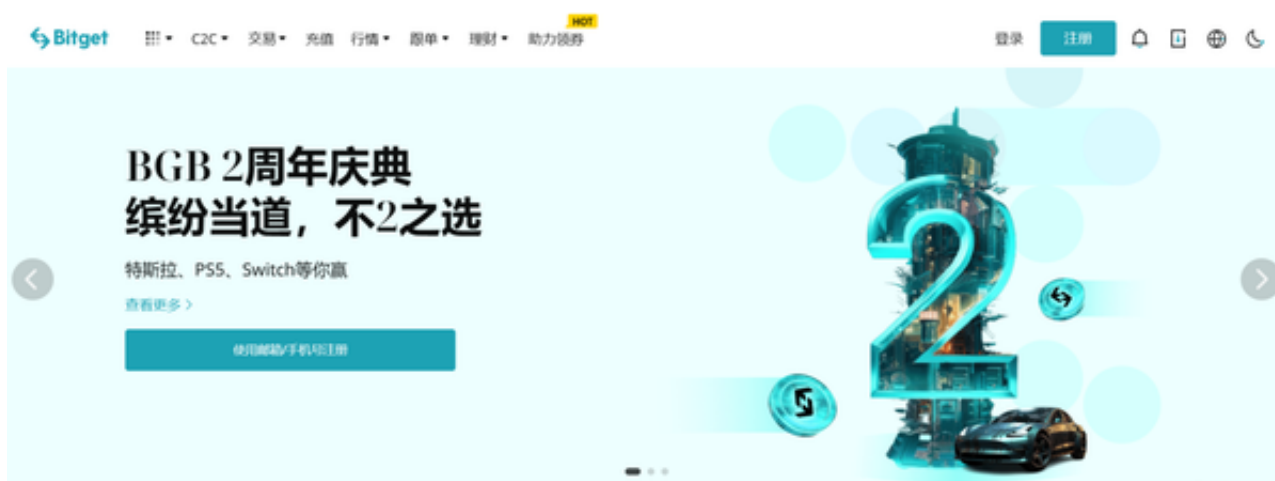 HOT
Bitget C2C 交易 充值 行情 跟单 理财 助力领券 登录 注册
BGB 2周年庆典
缤纷当道，不2之选
特斯拉、PS5、Switch等你赢
查看更多
使用邮箱/手机号注册
2